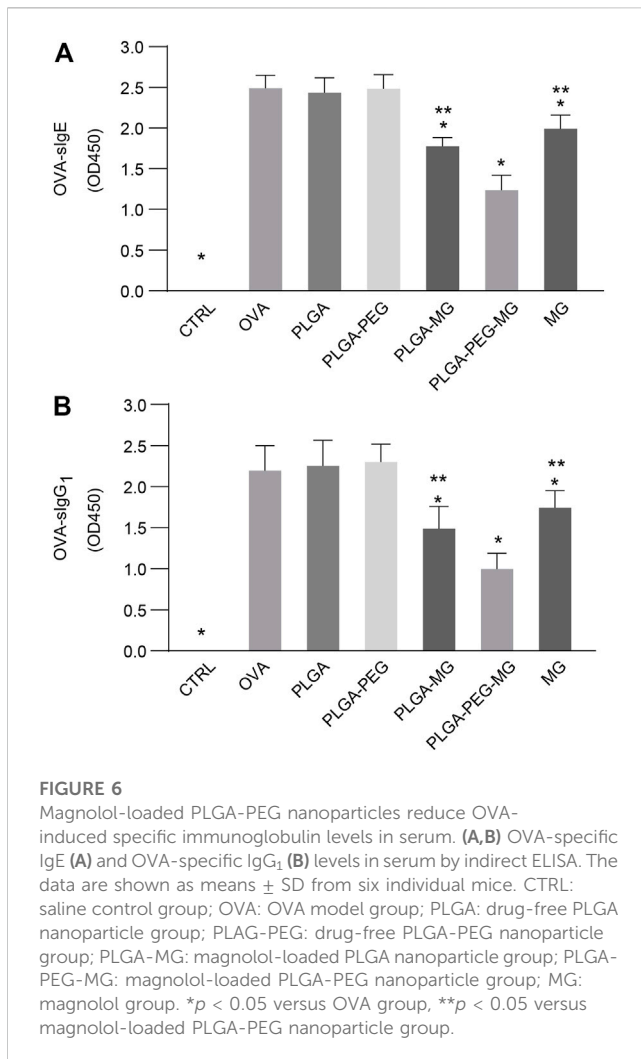 A
OVA-sIgE
(OD450)
3.0
2.5
2.0
1.5
1.0
0.5
0.0
*
**
*
*
**
*
CTRL
OVA
PLGA
PLGA-PEG
PLGA-MG
PLGA-PEG-MG
MG
B
OVA-sIgG1
(OD450)
3.0
2.5
2.0
1.5
1.0
0.5
0.0
*
**
*
*
**
*
CTRL
OVA
PLGA
PLGA-PEG
PLGA-MG
PLGA-PEG-MG
MG
FIGURE 6
Magnolol-loaded PLGA-PEG nanoparticles reduce OVA-
induced specific immunoglobulin levels in serum. (A,B) OVA-specific
IgE (A) and OVA-specific IgG1 (B) levels in serum by indirect ELISA. The
data are shown as means ± SD from six individual mice. CTRL:
saline control group; OVA: OVA model group; PLGA: drug-free PLGA
nanoparticle group; PLAG-PEG: drug-free PLGA-PEG nanoparticle
group; PLGA-MG: magnolol-loaded PLGA nanoparticle group; PLGA-
PEG-MG: magnolol-loaded PLGA-PEG nanoparticle group; MG:
magnolol group. *p < 0.05 versus OVA group, **p < 0.05 versus
magnolol-loaded PLGA-PEG nanoparticle group.